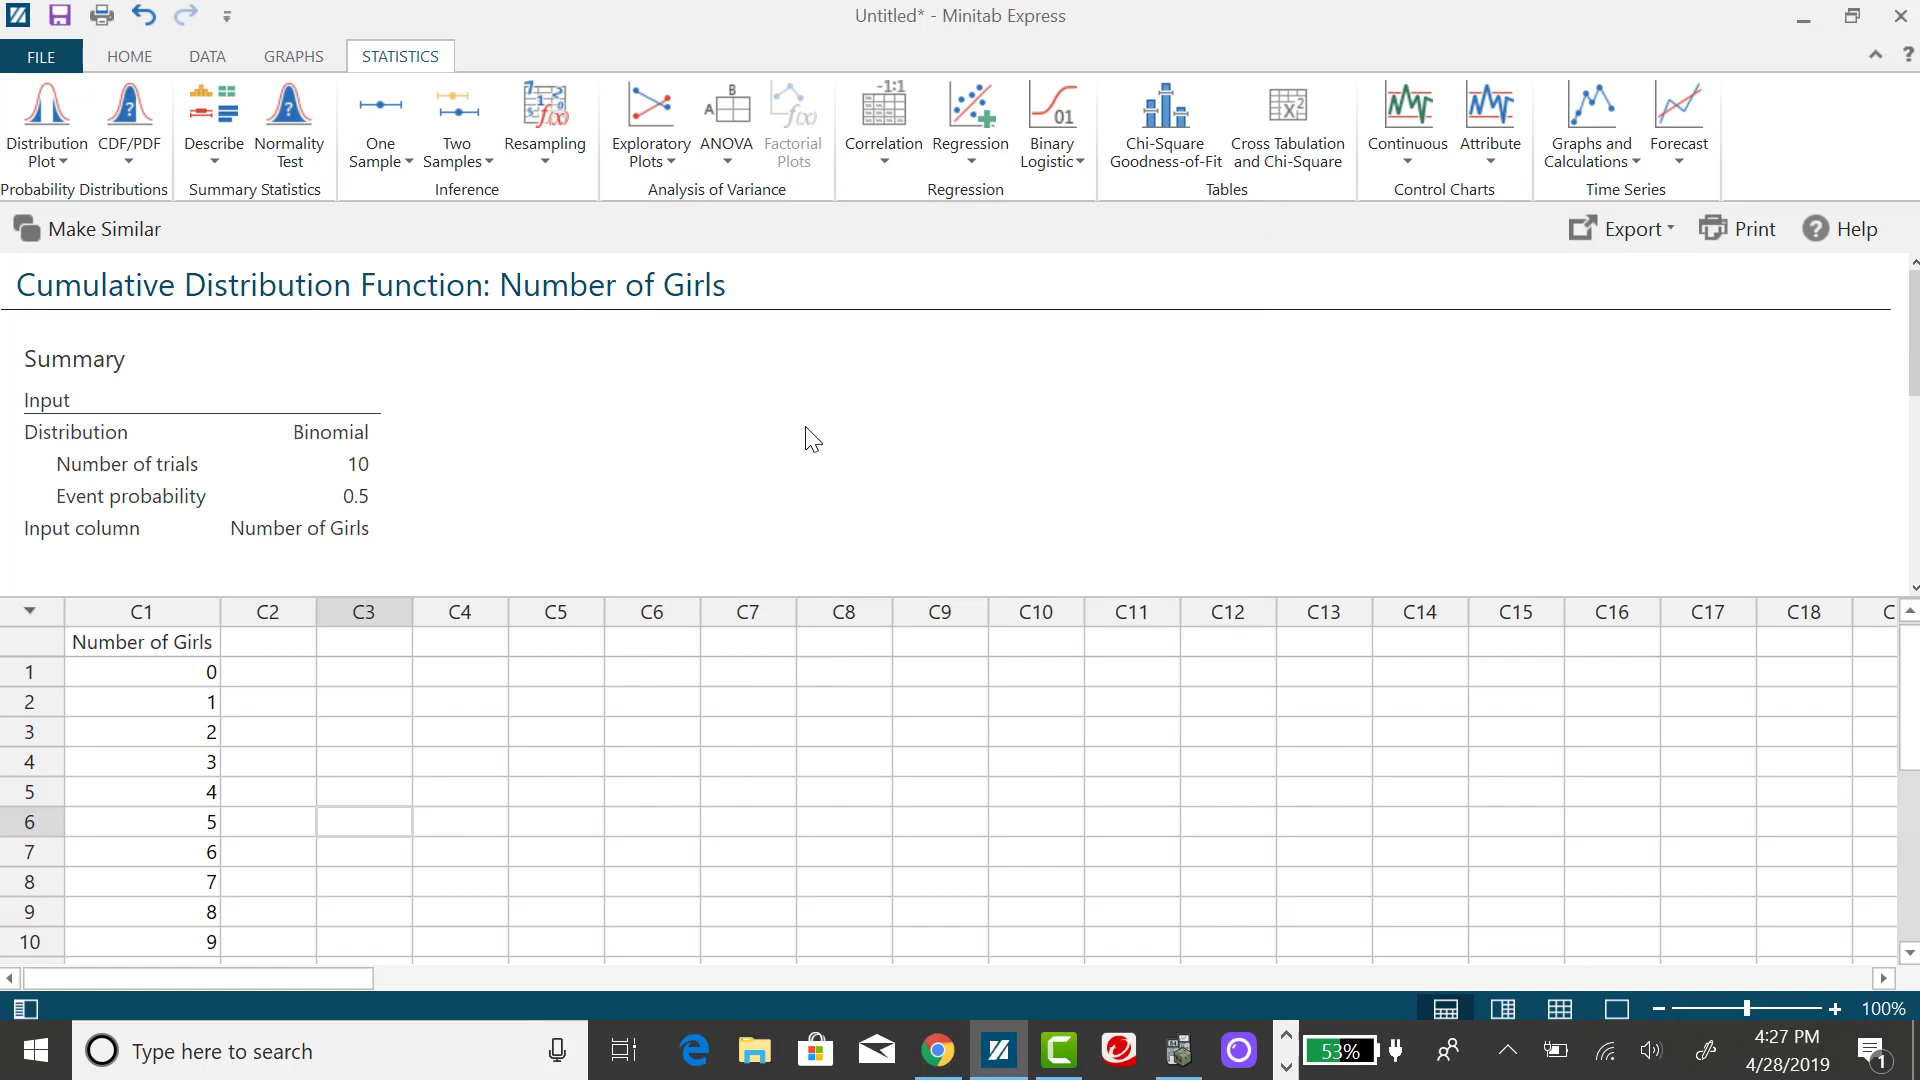 Untitled* - Minitab Express
FILE HOME DATA GRAPHS STATISTICS
?
A B
-1:1
01
X²
Distribution Plot
CDF/PDF
Describe
Normality Test
One Sample
Two Samples
Resampling
Exploratory Plots
ANOVA
Factorial Plots
Correlation
Regression
Binary Logistic
Chi-Square Goodness-of-Fit
Cross Tabulation and Chi-Square
Continuous
Attribute
Graphs and Calculations
Forecast
Probability Distributions Summary Statistics Inference Analysis of Variance Regression Tables Control Charts Time Series
Make Similar Export Print Help
Cumulative Distribution Function: Number of Girls
Summary
Input
Distribution Binomial
Number of trials 10
Event probability 0.5
Input column Number of Girls
C1 C2 C3 C4 C5 C6 C7 C8 C9 C10 C11 C12 C13 C14 C15 C16 C17 C18 C
Number of Girls
1 0
2 1
3 2
4 3
5 4
6 5
7 6
8 7
9 8
10 9
100%
Type here to search
53%
4:27 PM
4/28/2019
1